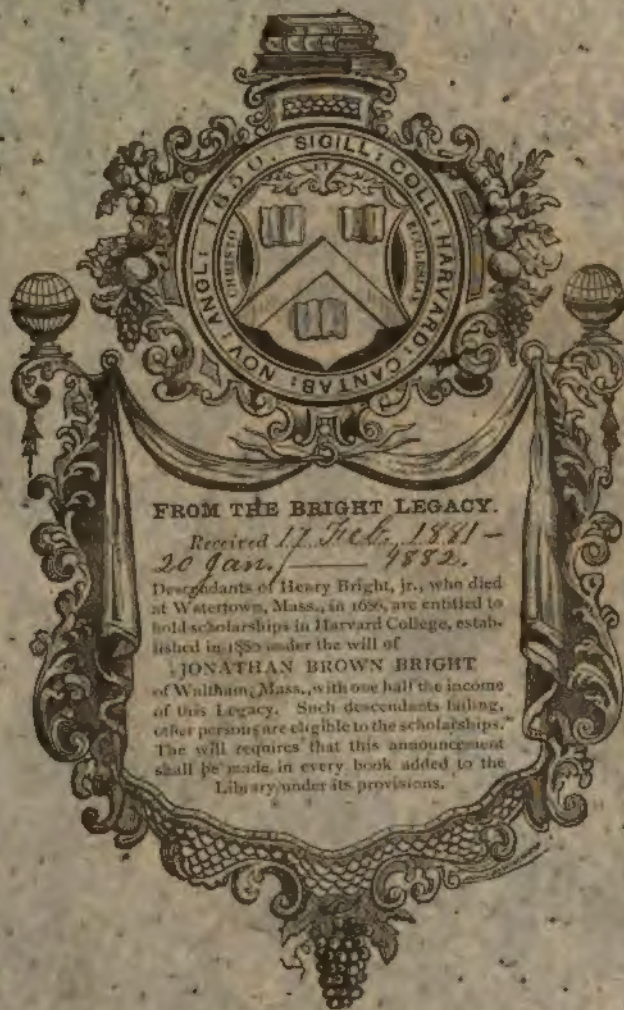 SIGILL: COLL: HARVARD: CANTAB: NOV: ANGL: 1650.
CHRISTO ET ECCLESIAE
FROM THE BRIGHT LEGACY.
Received 17 Feb. 1881 –
20 Jan. / — 1882.
Descendants of Henry Bright, jr., who died
at Watertown, Mass., in 1686, are entitled to
hold scholarships in Harvard College, estab-
lished in 1880 under the will of
JONATHAN BROWN BRIGHT
of Waltham, Mass., with one half the income
of this Legacy. Such descendants failing,
other persons are eligible to the scholarships.
The will requires that this announcement
shall be made in every book added to the
Library under its provisions.